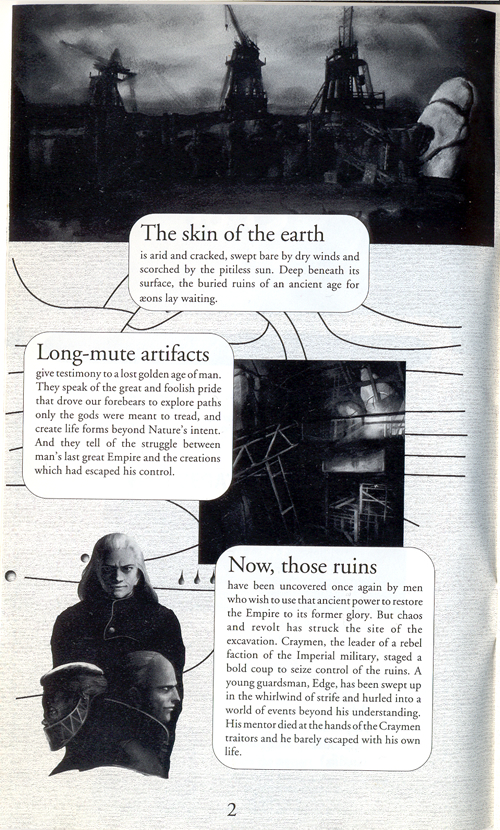 The skin of the earth
is arid and cracked, swept bare by dry winds and
scorched by the pitiless sun. Deep beneath its
surface, the buried ruins of an ancient age for
æons lay waiting.
Long-mute artifacts
give testimony to a lost golden age of man.
They speak of the great and foolish pride
that drove our forebears to explore paths
only the gods were meant to tread, and
create life forms beyond Nature's intent.
And they tell of the struggle between
man's last great Empire and the creations
which had escaped his control.
Now, those ruins
have been uncovered once again by men
who wish to use that ancient power to restore
the Empire to its former glory. But chaos
and revolt has struck the site of the
excavation. Craymen, the leader of a rebel
faction of the Imperial military, staged a
bold coup to seize control of the ruins. A
young guardsman, Edge, has been swept up
in the whirlwind of strife and hurled into a
world of events beyond his understanding.
His mentor died at the hands of the Craymen
traitors and he barely escaped with his own
life.
2